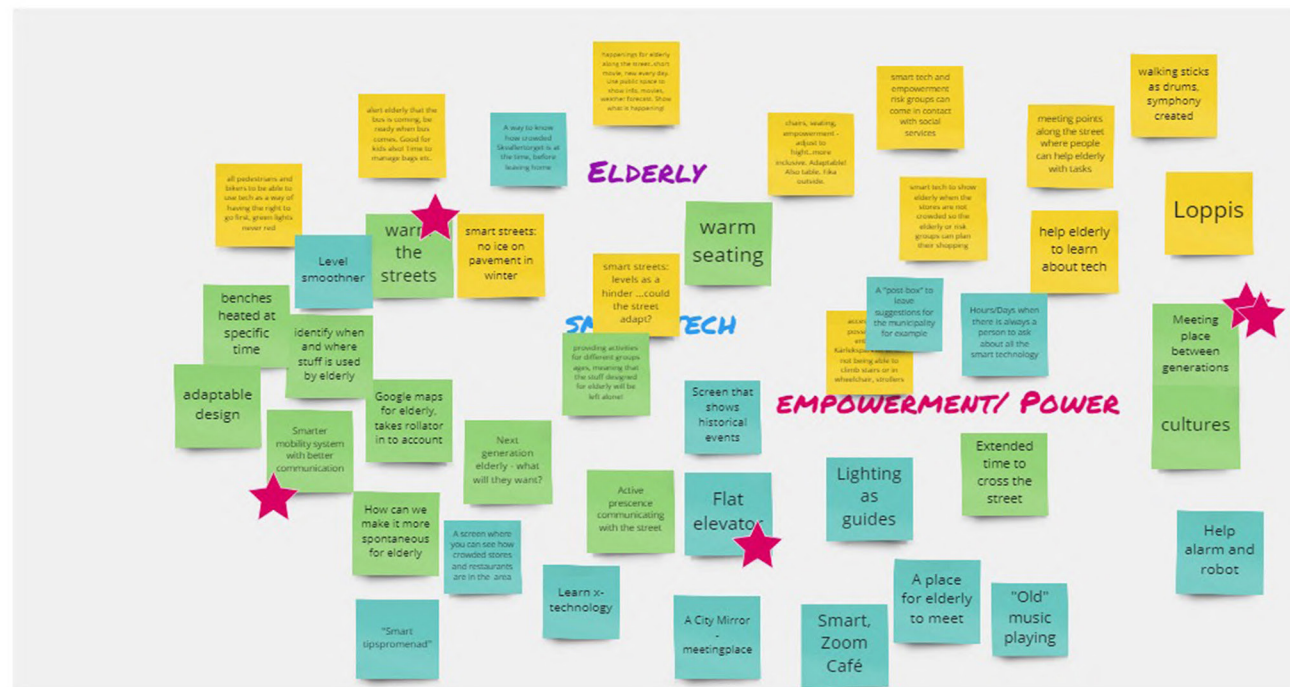 happenings for elderly
along the street..short
movie, new every day.
Use public space to
show info, movies,
weather forecast. Show
what is happening!
walking sticks
as drums,
symphony
created
smart tech and
empowerment
risk groups can
come in contact
with social
services
alert elderly that the
bus is coming, be
ready when bus
comes. Good for
kids also! Time to
manage bags etc.
A way to know
how crowded
is at
the time, before
leaving home
chairs, seating,
empowerment -
adjust to
hight..more
inclusive. Adaptable!
Also table. Fika
outside.
meeting points
along the street
where people
can help elderly
with tasks
ELDERLY
all pedestrians and
bikers to be able to
use tech as a way of
having the right to
go first, green lights
never red
smart tech to show
elderly when the
stores are not
crowded so the
elderly or risk
groups can plan
their shopping
Loppis
warm
the
streets
smart streets:
no ice on
pavement in
winter
warm
seating
help elderly
to learn
about tech
Level
smoothner
smart streets:
levels as a
hinder ....could
the street
adapt?
TECH
A "post-box" to
leave
suggestions for
the municipality
for example
Hours/Days when
there is always a
person to ask
about all the
smart technology
not being able to
climb stairs or in
wheelchair, strollers
benches
heated at
specific
time
identify when
and where
stuff is used
by elderly
providing activities
for different groups
ages, meaning that
the stuff designed
for elderly will be
left alone!
Meeting
place
between
generations
adaptable
design
Google maps
for elderly,
takes rollator
in to account
Screen that
shows
historical
events
EMPOWERMENT/ POWER
cultures
Smarter
mobility system
with better
communication
Next
generation
elderly - what
will they want?
Extended
time to
cross the
street
Active
prescence
communicating
with the street
Flat
elevator
Lighting
as
guides
How can we
make it more
spontaneous
for elderly
A screen where
you can see how
crowded stores
and restaurants
are in the area
Help
alarm and
robot
Learn x-
technology
A place
for elderly
to meet
"Old"
music
playing
"Smart
tipspromenad"
A City Mirror
-
meetingplace
Smart,
Zoom
Café